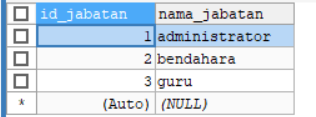 id_jabatan nama_jabatan
1 administrator
2 bendahara
3 guru
* (Auto) (NULL)